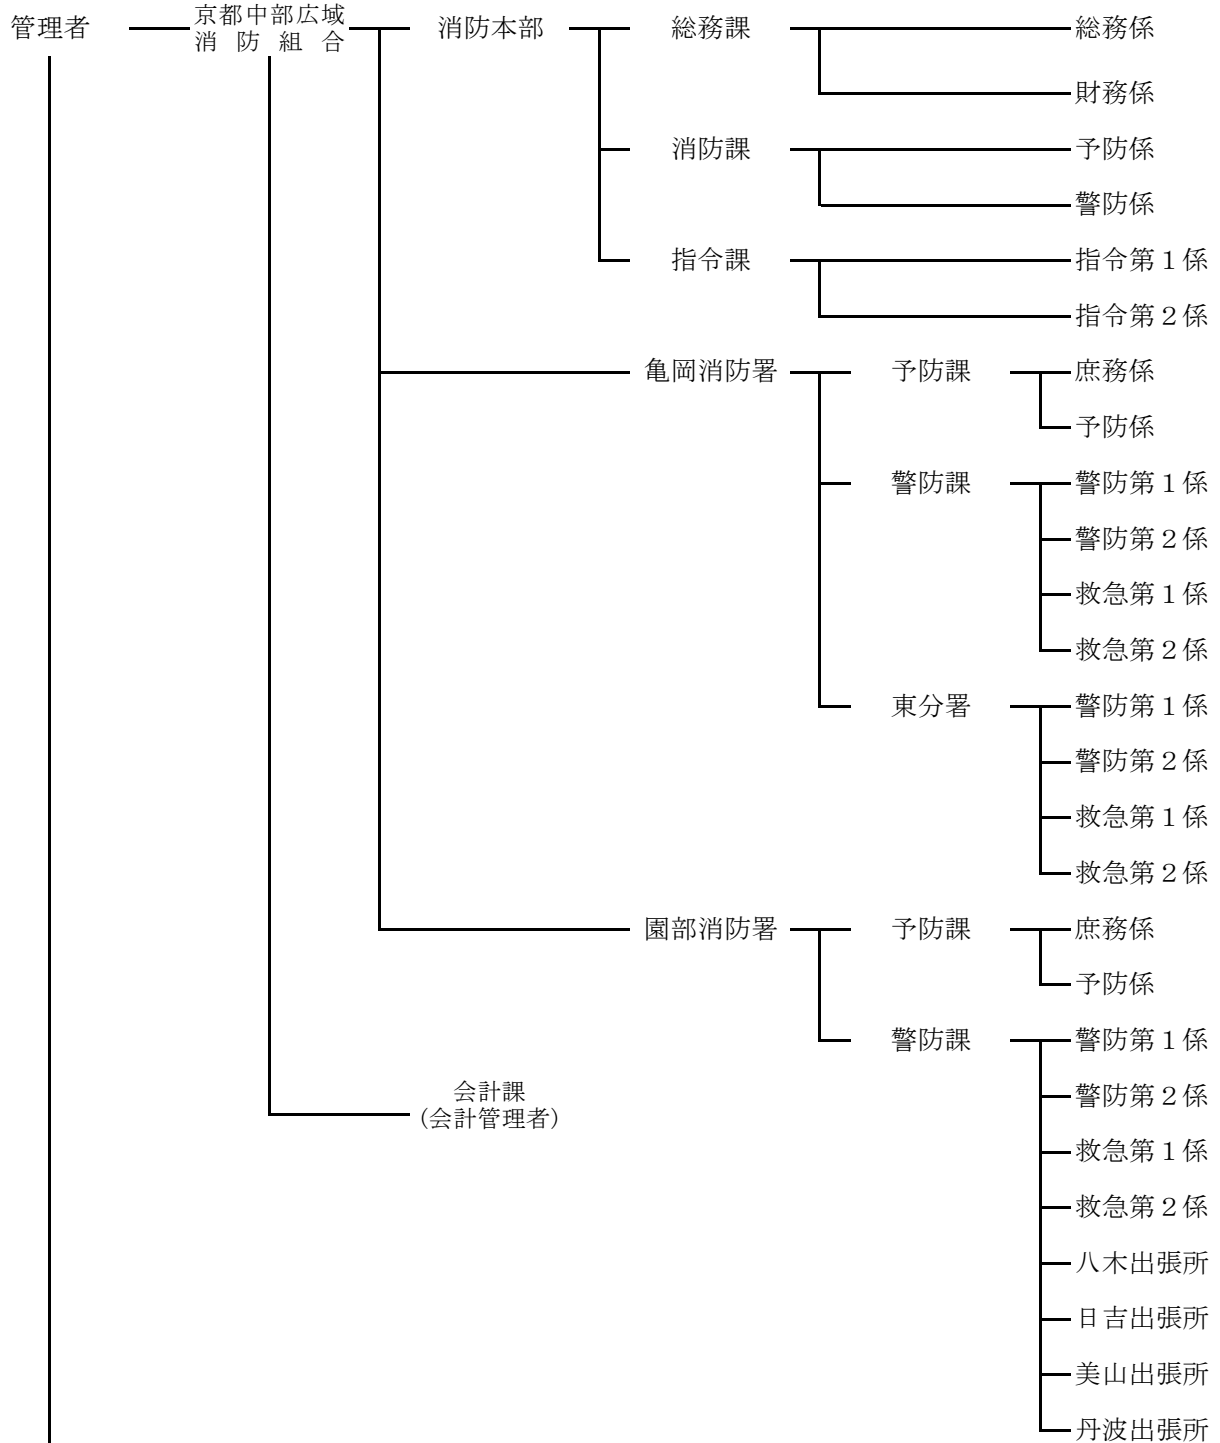 管理者
京都中部広域
消防組合
消防本部
総務課
総務係
財務係
消防課
予防係
警防係
指令課
指令第１係
指令第２係
亀岡消防署
予防課
庶務係
予防係
警防課
警防第１係
警防第２係
救急第１係
救急第２係
東分署
警防第１係
警防第２係
救急第１係
救急第２係
園部消防署
予防課
庶務係
予防係
警防課
警防第１係
警防第２係
救急第１係
救急第２係
八木出張所
日吉出張所
美山出張所
丹波出張所
会計課
（会計管理者）